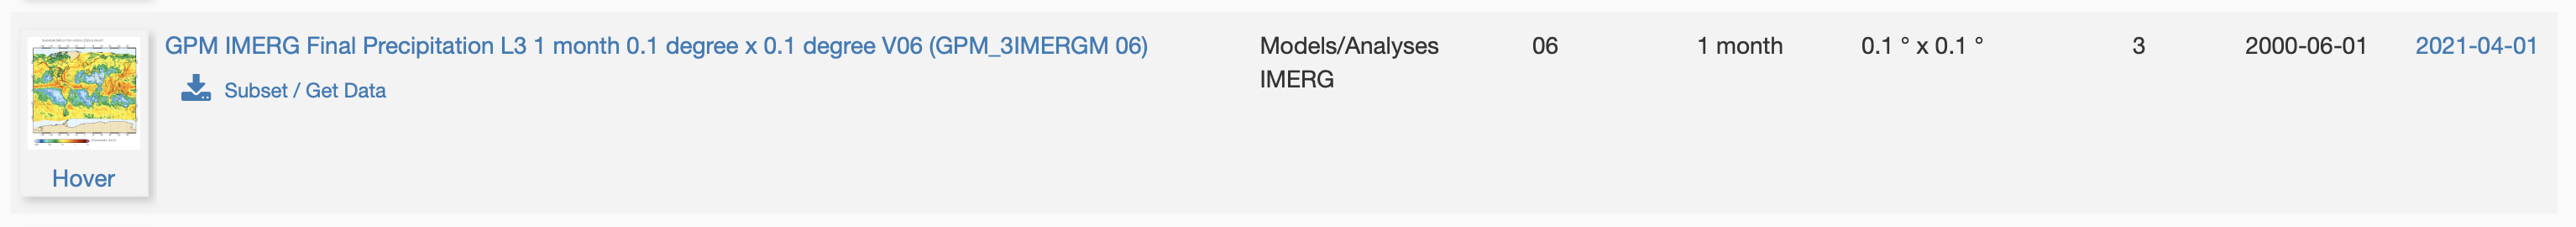 GPM IMERG Final Precipitation L3 1 month 0.1 degree x 0.1 degree V06 (GPM_3IMERGM 06)
Subset / Get Data
Hover
Models/Analyses
IMERG
06
1 month
0.1 ° x 0.1 °
3
2000-06-01
2021-04-01